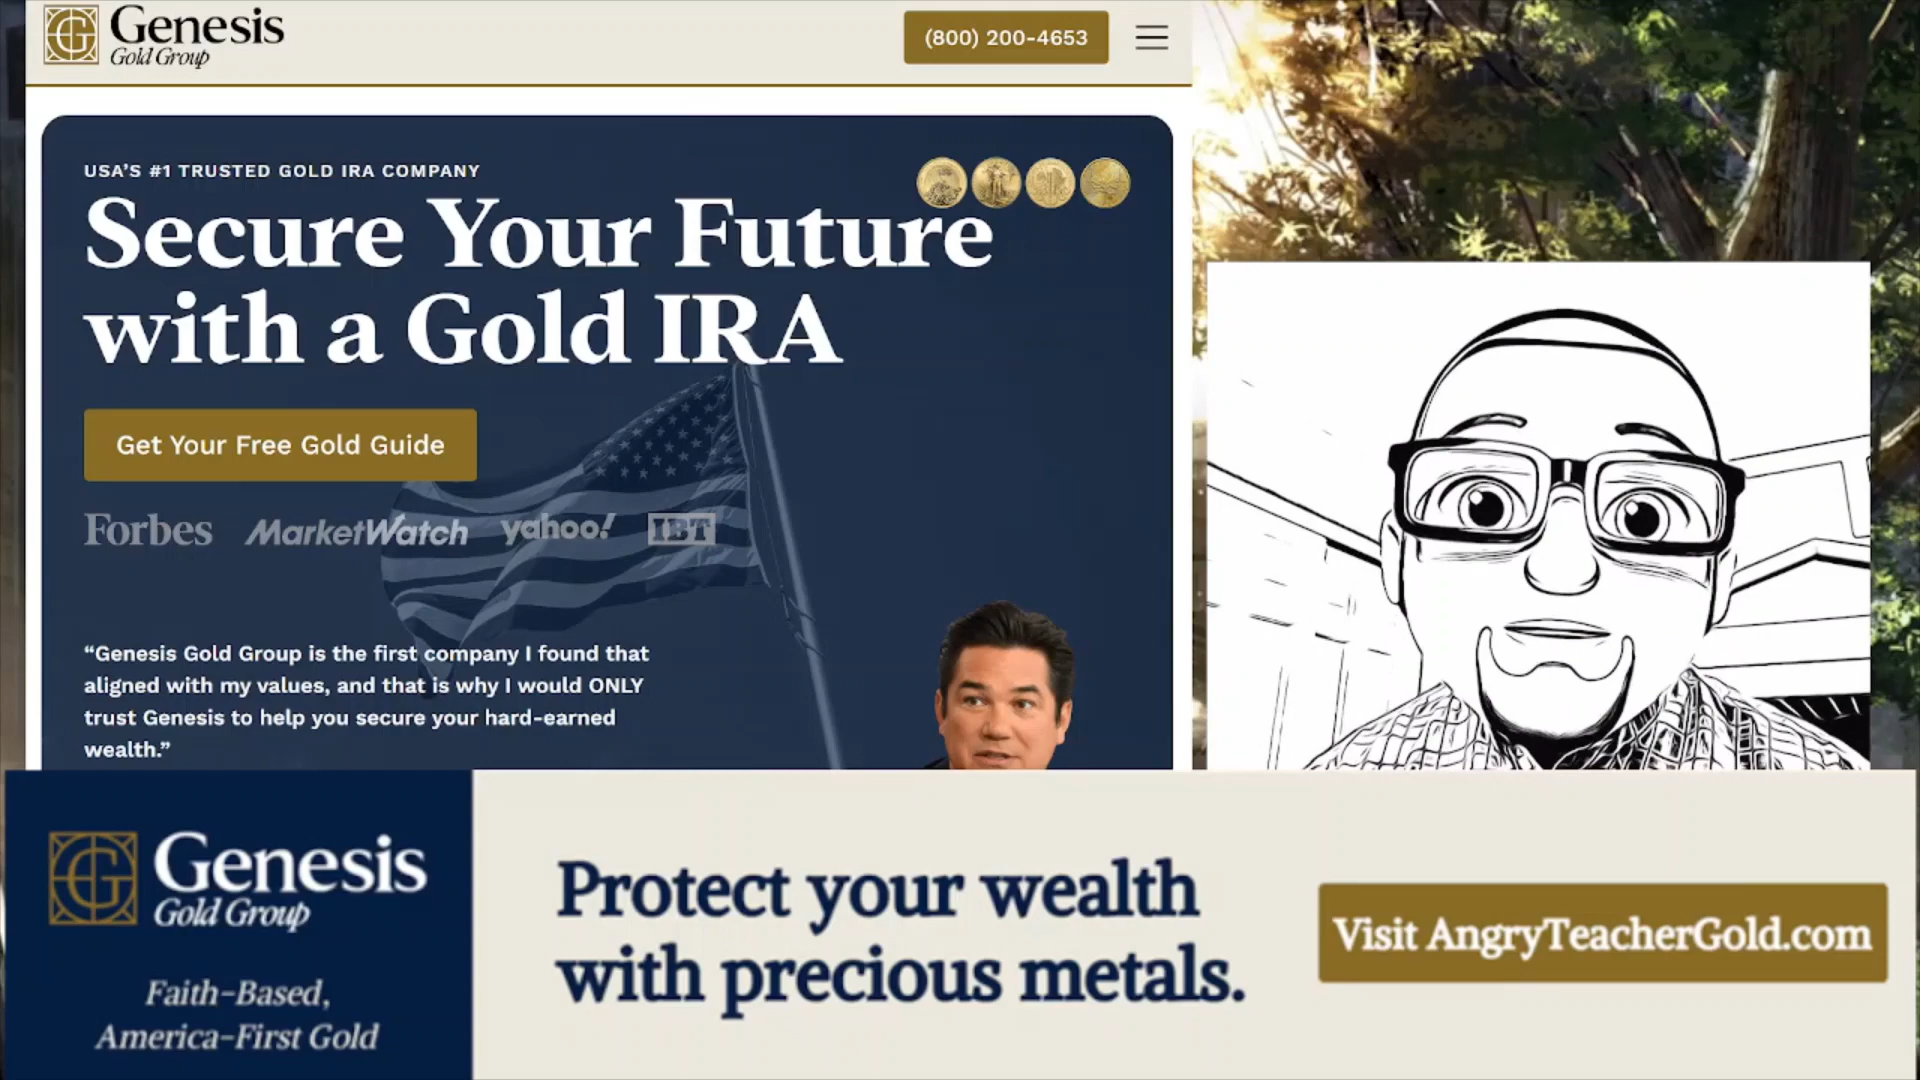 Genesis
Gold Group
(800) 200-4653
USA'S #1 TRUSTED GOLD IRA COMPANY
Secure Your Future
with a Gold IRA
Get Your Free Gold Guide
Forbes MarketWatch yahoo! IBT
“Genesis Gold Group is the first company I found that
aligned with my values, and that is why I would ONLY
trust Genesis to help you secure your hard-earned
wealth.”
Genesis
Gold Group
Faith-Based,
America-First Gold
Protect your wealth
with precious metals.
Visit AngryTeacherGold.com